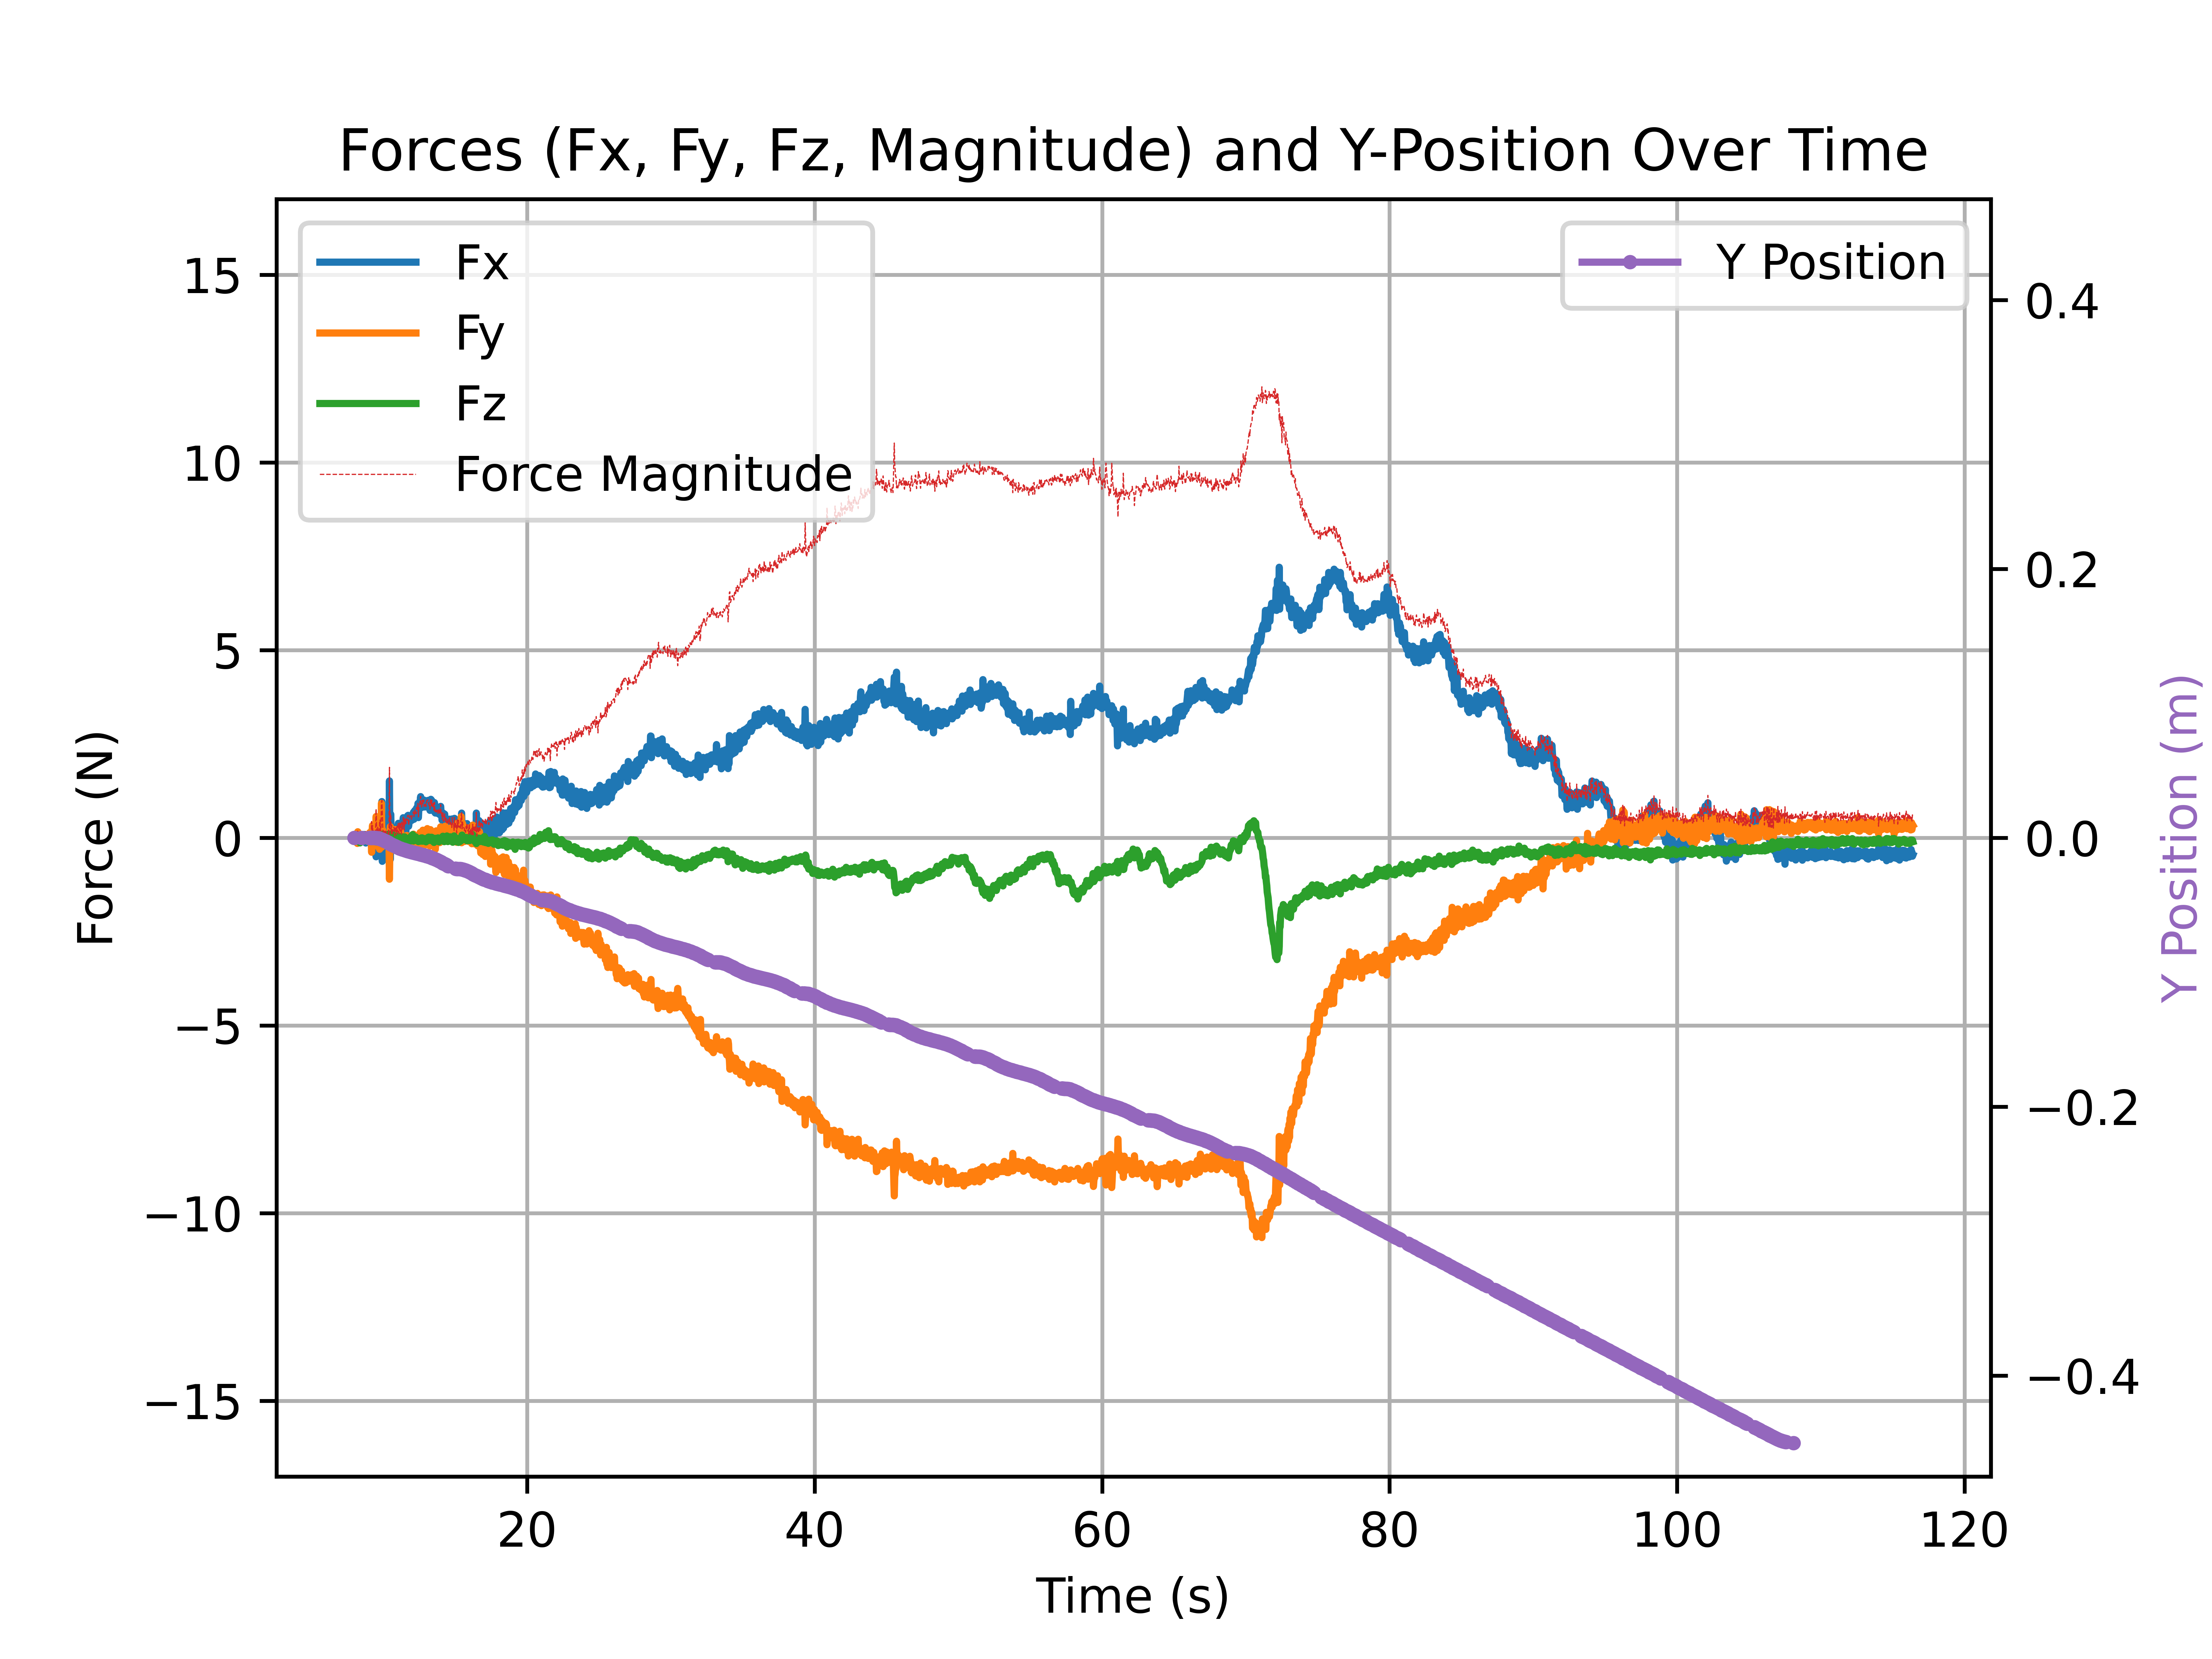 Forces (Fx, Fy, Fz, Magnitude) and Y-Position Over Time
Fx
Fy
Fz
Force Magnitude
Y Position
15
10
5
0
−5
−10
−15
Force (N)
0.4
0.2
0.0
−0.2
−0.4
Y Position (m)
20
40
60
80
100
120
Time (s)